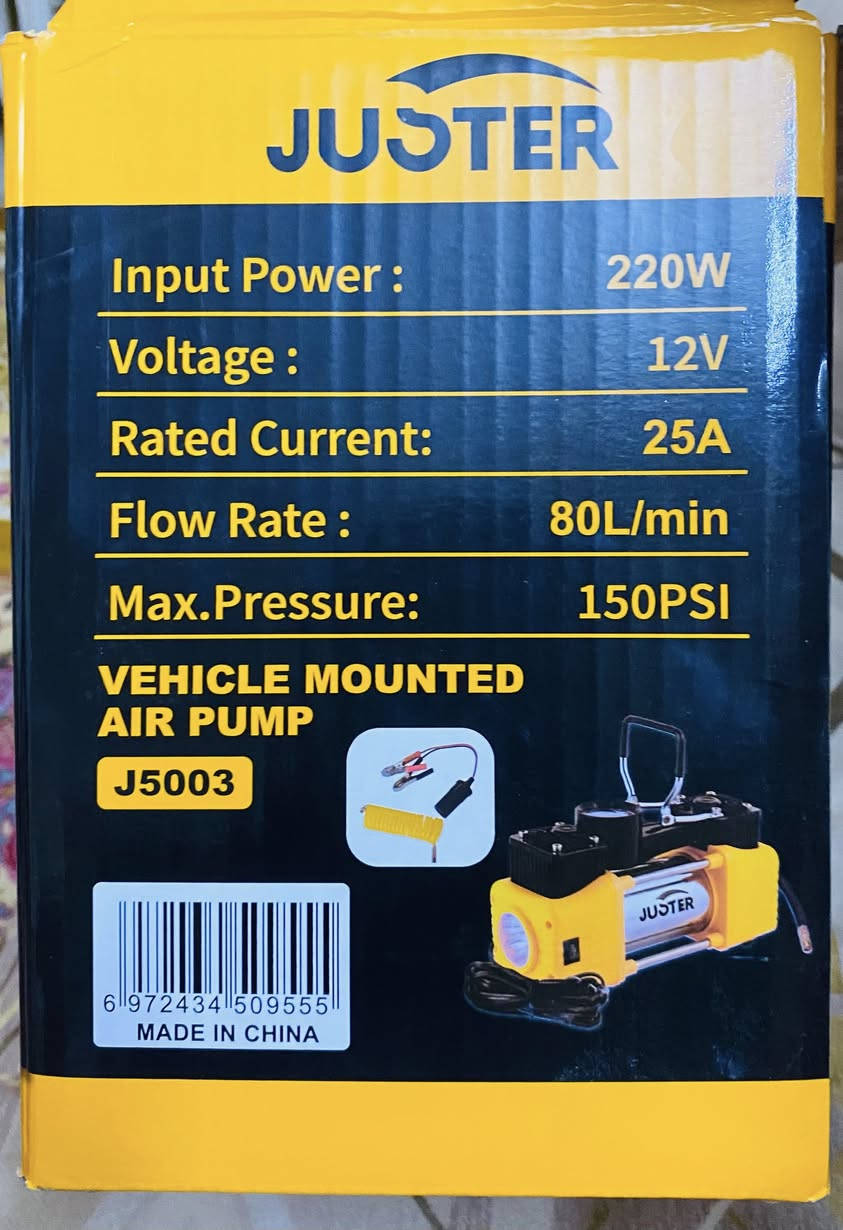 JUSTER
Input Power : 220W
Voltage : 12V
Rated Current: 25A
Flow Rate : 80L/min
Max.Pressure: 150PSI
VEHICLE MOUNTED
AIR PUMP
J5003
JUSTER
6 972434 509555
MADE IN CHINA